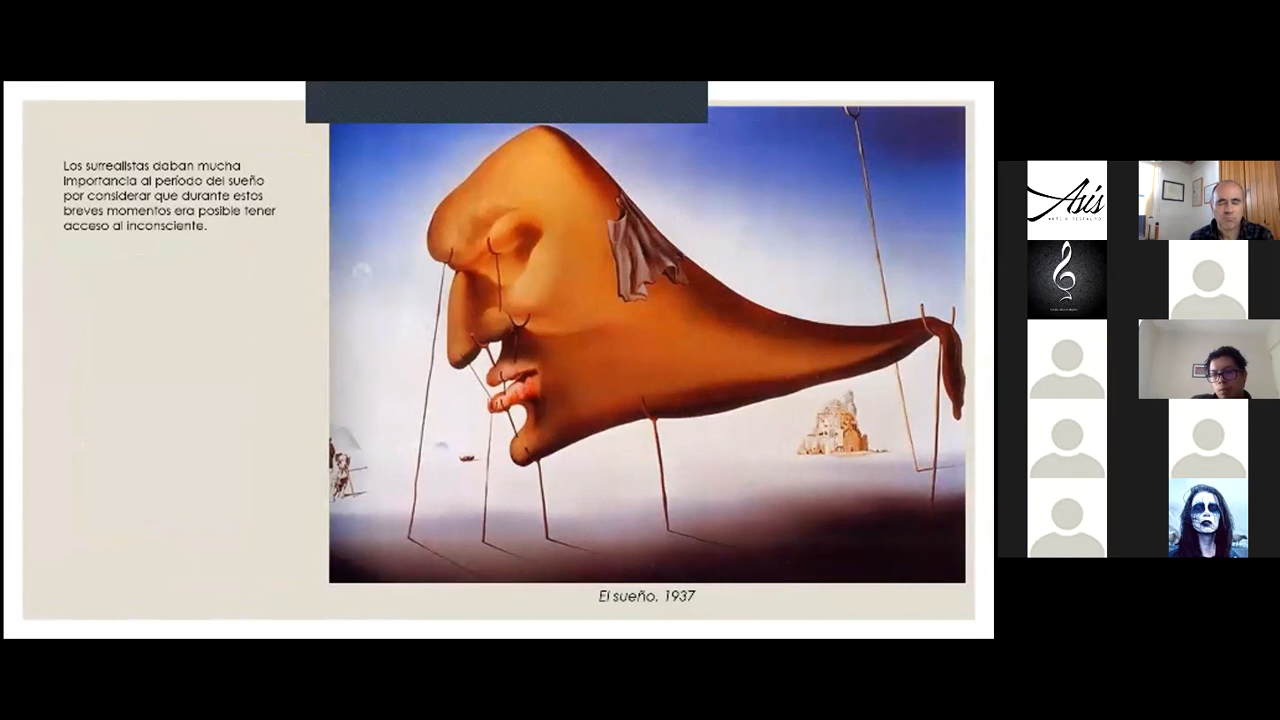 Los surrealistas daban mucha
importancia al período del sueño
por considerar que durante estos
breves momentos era posible tener
acceso al inconsciente.
El sueño, 1937
Asís